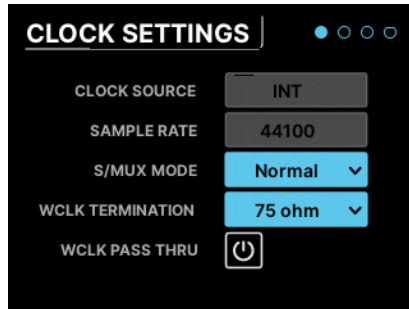 CLOCK SETTINGS
CLOCK SOURCE INT
SAMPLE RATE 44100
S/MUX MODE Normal
WCLK TERMINATION 75 ohm
WCLK PASS THRU